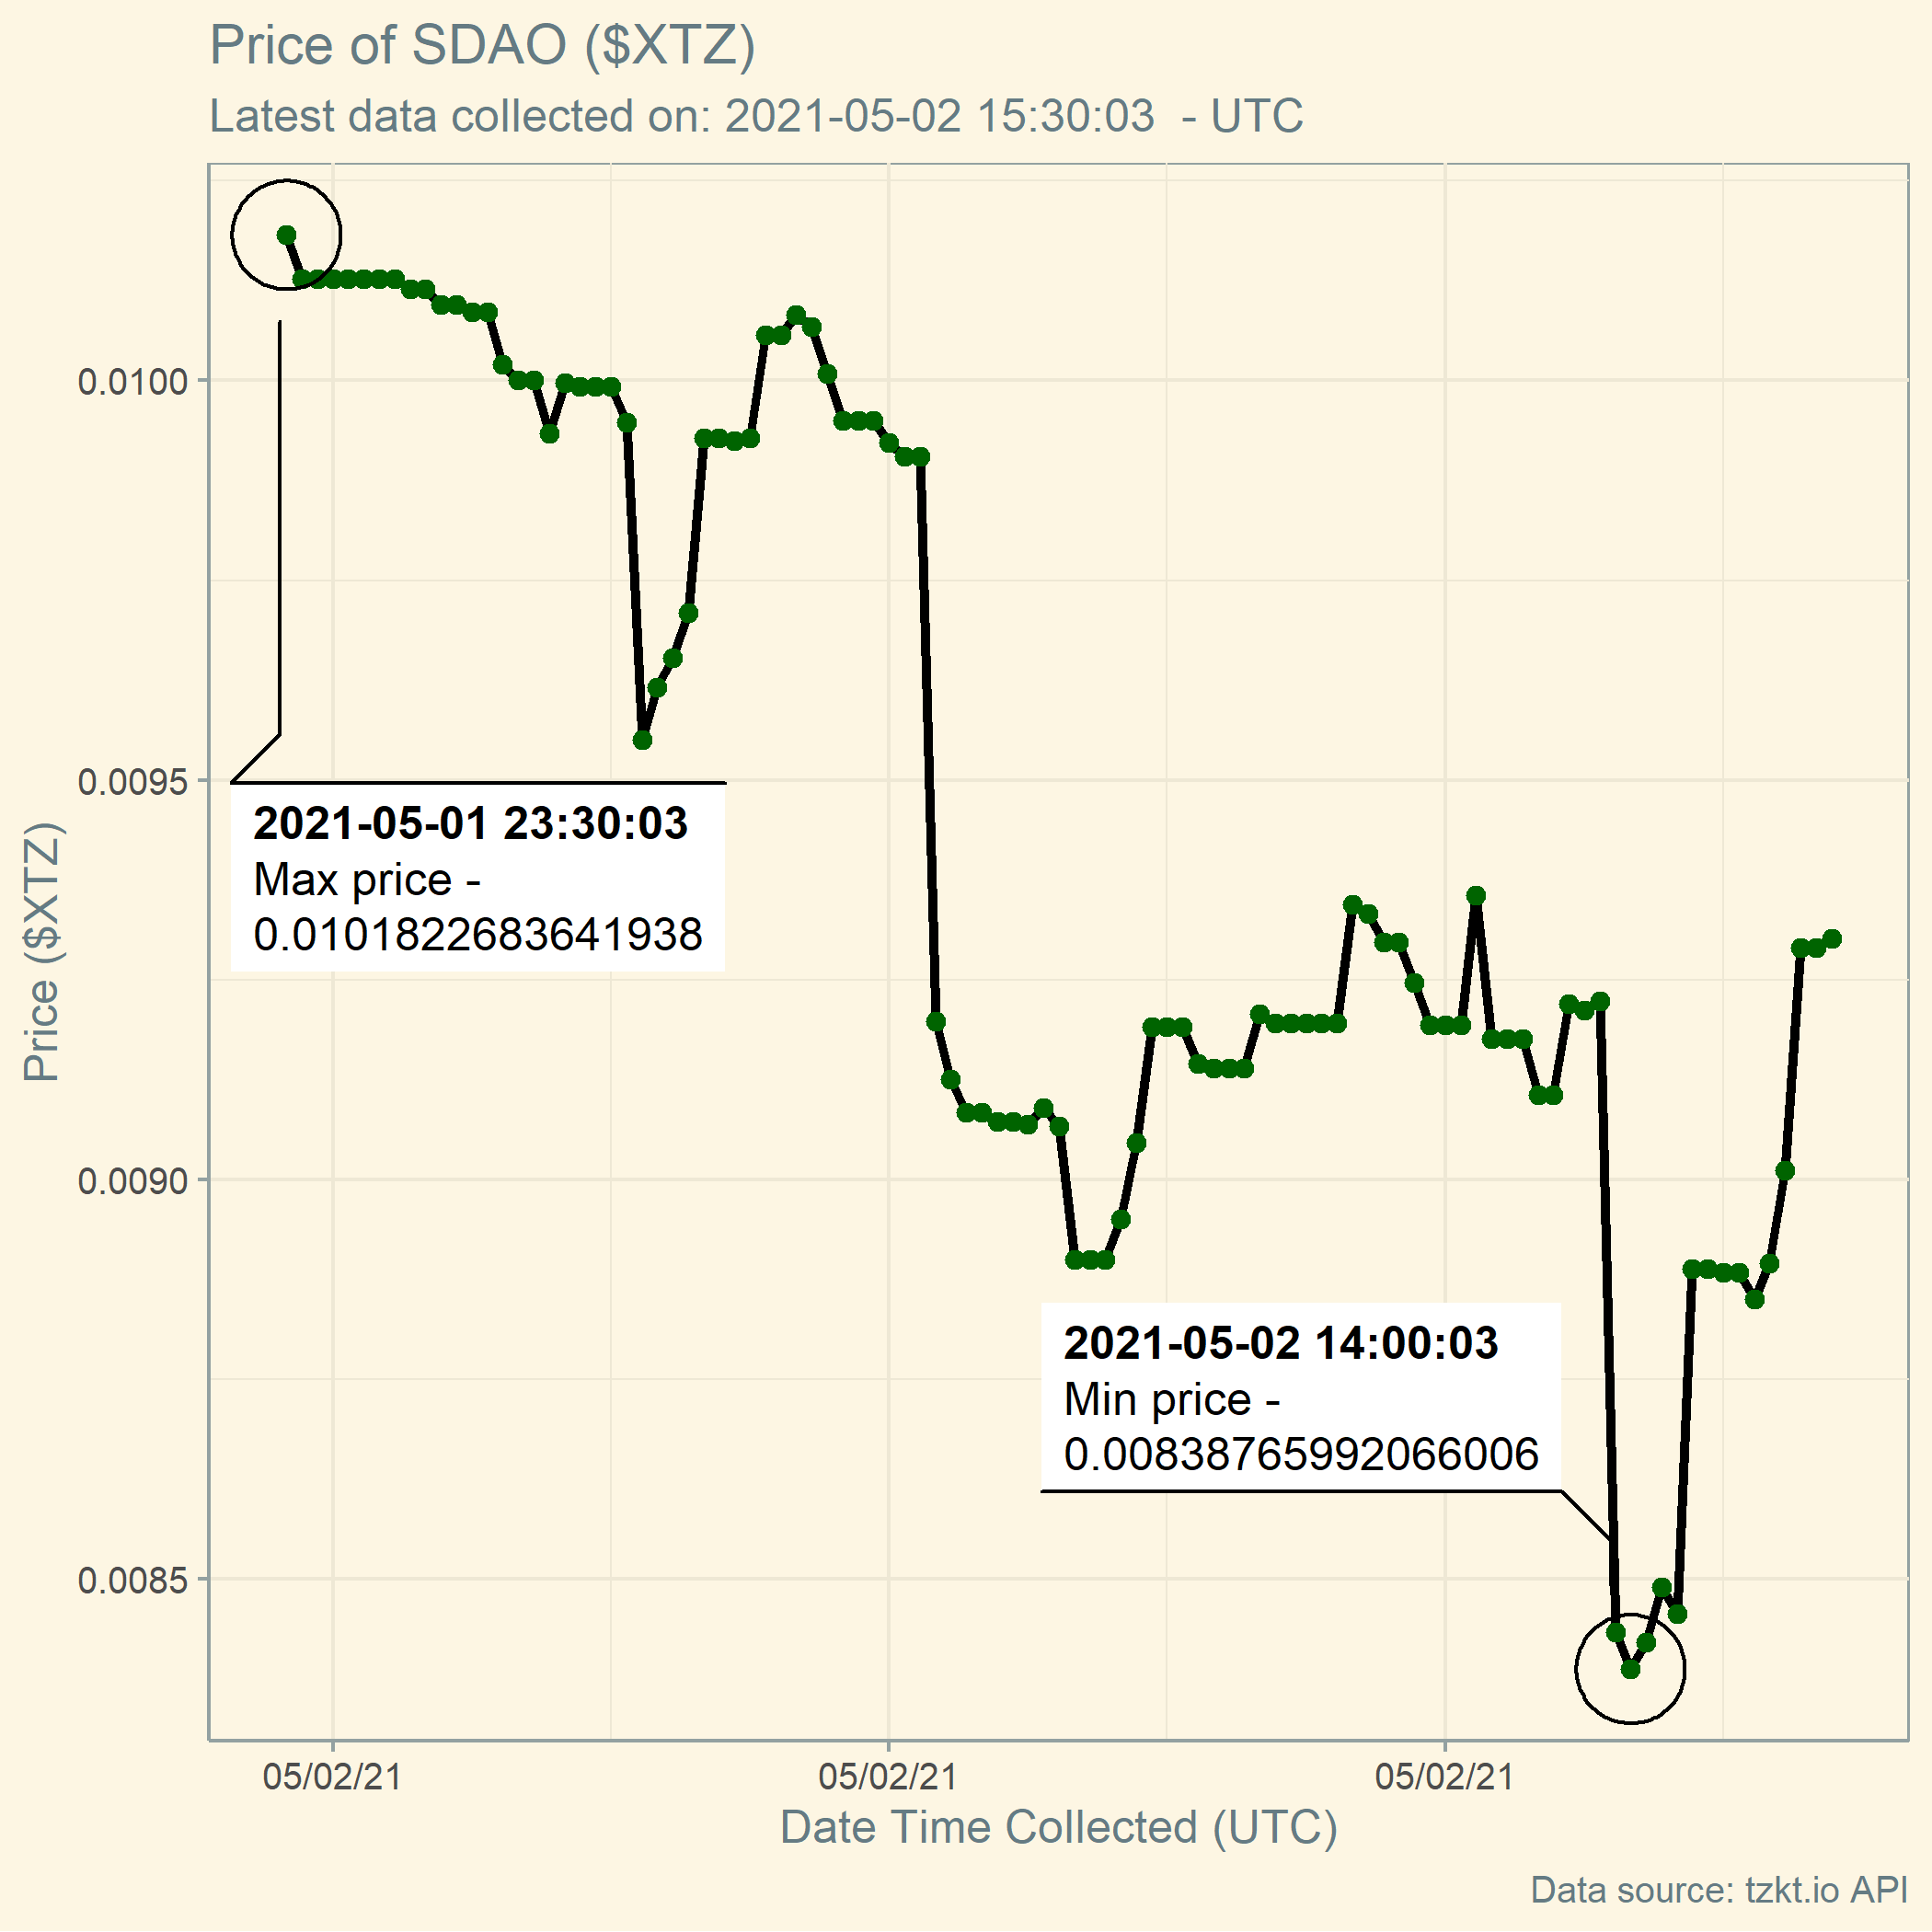 Price of SDAO ($XTZ)
Latest data collected on: 2021-05-02 15:30:03  - UTC
Price ($XTZ)
0.0100
0.0095
0.0090
0.0085
2021-05-01 23:30:03
Max price -
0.0101822683641938
2021-05-02 14:00:03
Min price -
0.00838765992066006
05/02/21
05/02/21
05/02/21
Date Time Collected (UTC)
Data source: tzkt.io API